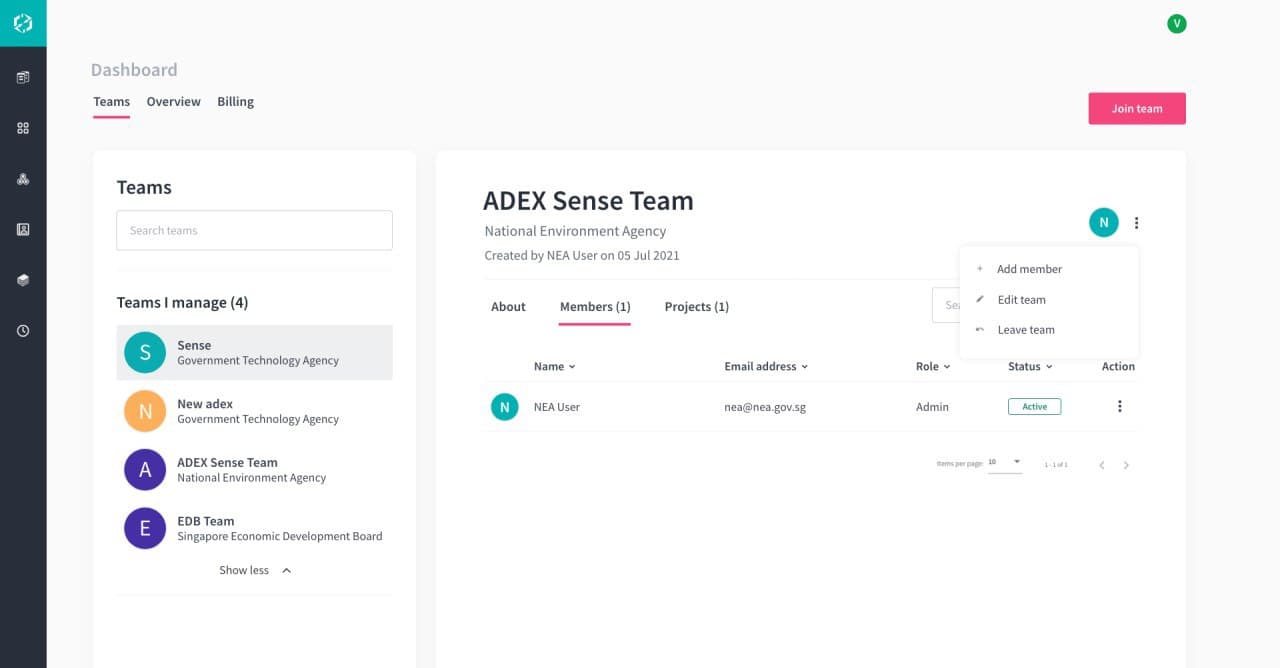 V
Dashboard
Teams Overview Billing
Join team
Teams
Search teams
Teams I manage (4)
S
Sense
Government Technology Agency
N
New adex
Government Technology Agency
A
ADEX Sense Team
National Environment Agency
E
EDB Team
Singapore Economic Development Board
Show less
ADEX Sense Team
National Environment Agency
Created by NEA User on 05 Jul 2021
N
Add member
Edit team
Leave team
About Members (1) Projects (1)
Name Email address Role Status Action
N NEA User nea@nea.gov.sg Admin Active
Items per page: 10 1 - 1 of 1